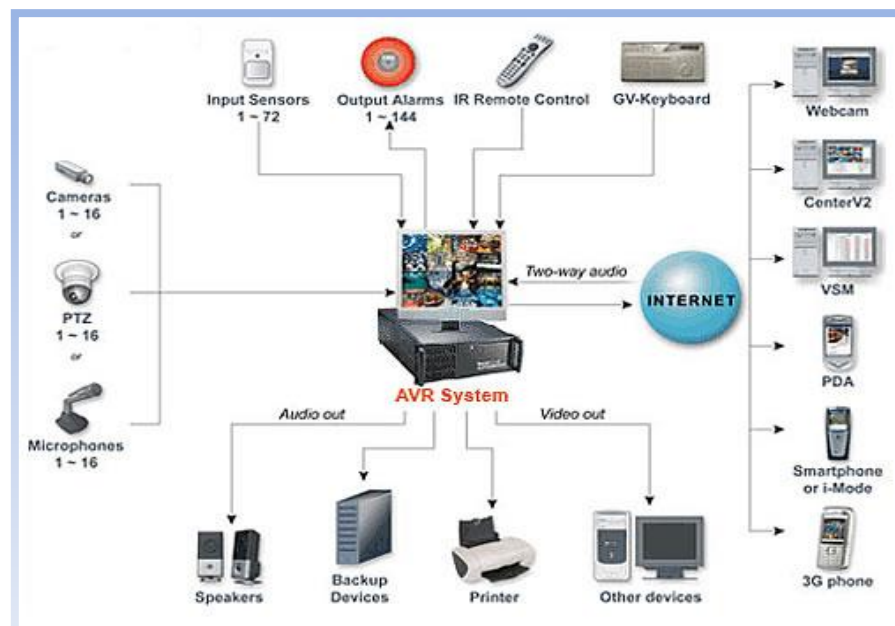 Input Sensors
1 ~ 72
Output Alarms
1 ~ 144
IR Remote Control
GV-Keyboard
Webcam
Cameras
1 ~ 16
or
PTZ
1 ~ 16
or
Microphones
1 ~ 16
CenterV2
Two-way audio
INTERNET
VSM
AVR System
PDA
Audio out
Video out
Smartphone
or i-Mode
Speakers
Backup
Devices
Printer
Other devices
3G phone